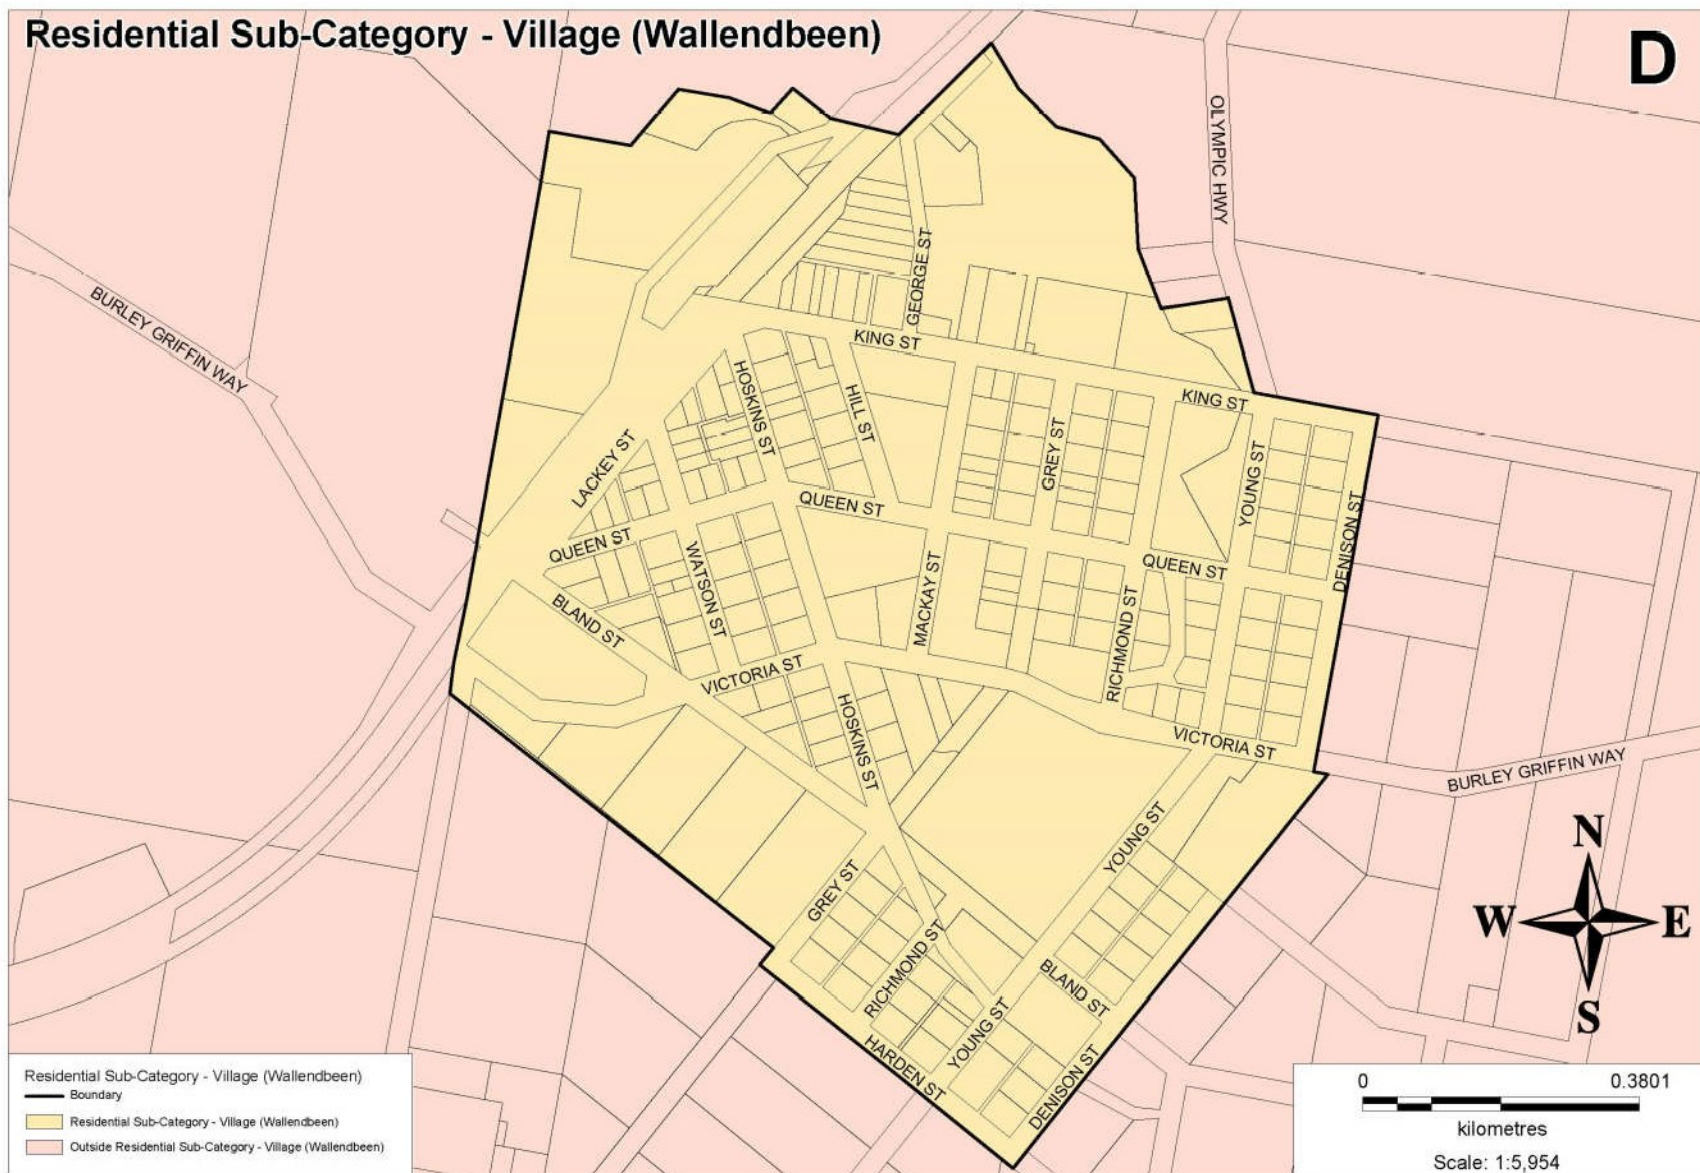 Residential Sub-Category - Village (Wallendbeen)
D
OLYMPIC HWY
GEORGE ST
BURLEY GRIFFIN WAY
KING ST
HOSKINS ST
HILL ST
KING ST
GREY ST
LACKEY ST
YOUNG ST
QUEEN ST
DENISON ST
QUEEN ST
WATSON ST
QUEEN ST
MACKAY ST
BLAND ST
RICHMOND ST
VICTORIA ST
HOSKINS ST
VICTORIA ST
BURLEY GRIFFIN WAY
YOUNG ST
GREY ST
N
W
E
S
RICHMOND ST
BLAND ST
YOUNG ST
HARDEN ST
DENISON ST
Residential Sub-Category - Village (Wallendbeen)
Boundary
Residential Sub-Category - Village (Wallendbeen)
Outside Residential Sub-Category - Village (Wallendbeen)
0 0.3801
kilometres
Scale: 1:5,954